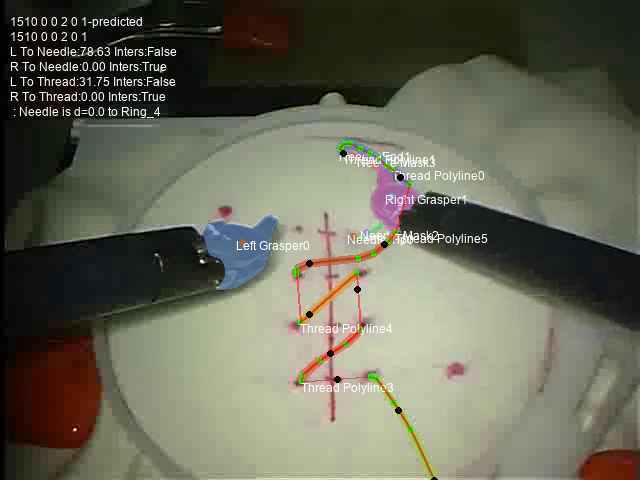 1510 0 0 2 0 1-predicted
1510 0 0 2 0 1
L To Needle:78.63 Inters:False
R To Needle:0.00 Inters:True
L To Thread:31.75 Inters:False
R To Thread:0.00 Inters:True
: Needle is d=0.0 to Ring_4
Mask3
Thread Polyline0
Right Grasper1
Mask2
Polyline5
Left Grasper0
Thread Polyline4
Thread Polyline3